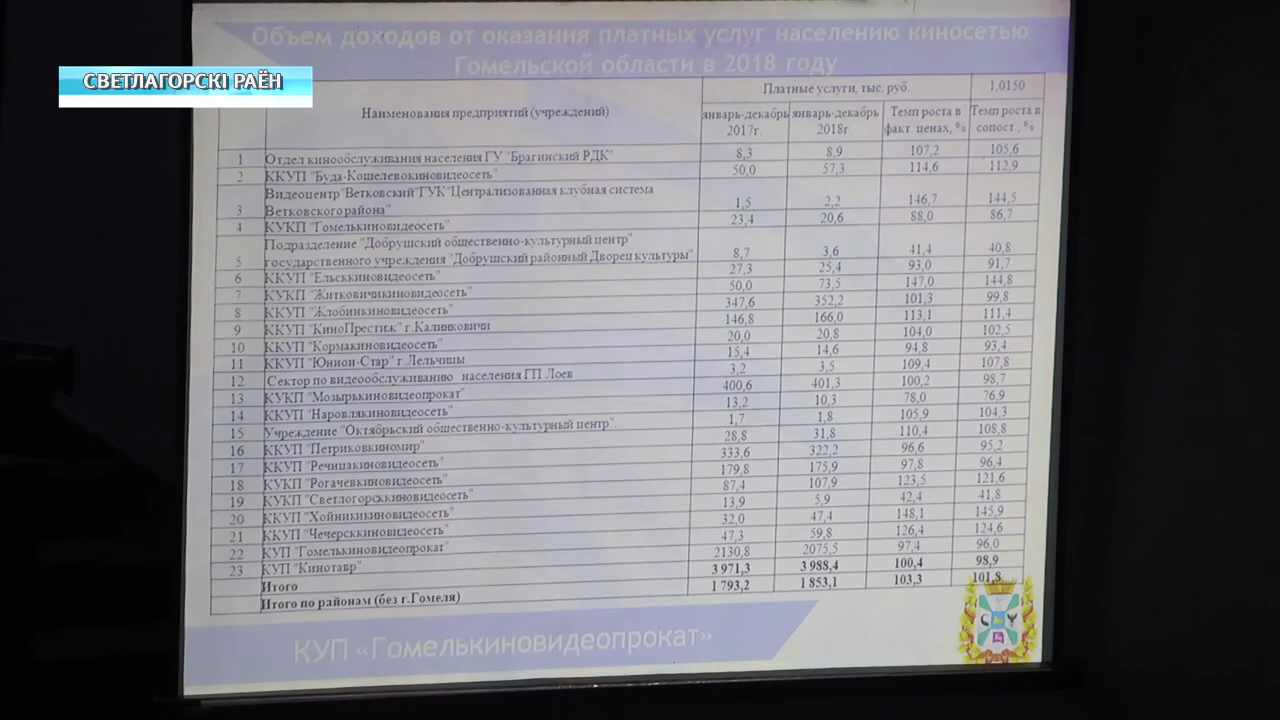 СВЕТЛАГОРСКІ РАЁН
Объем доходов от оказания платных услуг населению киносетью
Гомельской области в 2018 году
Наименования предприятий (учреждений) Платные услуги, тыс. руб. 1,0150
январь-декабрь 2017г. январь-декабрь 2018г. Темп роста в факт. ценах, % Темп роста в сопост., %
1 Отдел кинообслуживания населения ГУ "Брагинский РДК" 8,3 8,9 107,2 105,6
2 ККУП "Буда-Кошелевокиновидеосеть" 50,0 57,3 114,6 112,9
Видеоцентр "Ветковский" ГУК "Централизованная клубная система
3 Ветковского района" 1,5 2,2 146,7 144,5
4 КУКП "Гомелькиновидеосеть" 23,4 20,6 88,0 86,7
Подразделение "Добрушский общественно-культурный центр"
5 государственного учреждения "Добрушский районный Дворец культуры" 8,7 3,6 41,4 40,8
6 ККУП "Ельсккиновидеосеть" 27,3 25,4 93,0 91,7
7 КУКП "Житковичикиновидеосеть" 50,0 73,5 147,0 144,8
8 ККУП "Жлобинкиновидеосеть" 347,6 352,2 101,3 99,8
9 ККУП "КиноПрестиж" г.Калинковичи 146,8 166,0 113,1 111,4
10 ККУП "Кормакиновидеосеть" 20,0 20,8 104,0 102,5
11 ККУП "Юнион-Стар" г.Лельчицы 15,4 14,6 94,8 93,4
12 Сектор по видеообслуживанию населения ГП Лоев 3,2 3,5 109,4 107,8
13 КУКП "Мозырькиновидеопрокат" 400,6 401,3 100,2 98,7
14 ККУП "Наровлякиновидеосеть" 13,2 10,3 78,0 76,9
15 Учреждение "Октябрьский общественно-культурный центр" 1,7 1,8 105,9 104,3
16 ККУП "Петриковкиномир" 28,8 31,8 110,4 108,8
17 ККУП "Речицакиновидеосеть" 333,6 322,2 96,6 95,2
18 ККУП "Рогачевкиновидеосеть" 179,8 175,9 97,8 96,4
19 КУКП "Светлогорсккиновидеосеть" 87,4 107,9 123,5 121,6
20 ККУП "Хойникикиновидеосеть" 13,9 5,9 42,4 41,8
21 ККУП "Чечерсккиновидеосеть" 32,0 47,4 148,1 145,9
22 КУП "Гомелькиновидеопрокат" 47,3 59,8 126,4 124,6
23 КУП "Кинотавр" 2130,8 2075,5 97,4 96,0
Итого 3 971,3 3 988,4 100,4 98,9
Итого по районам (без г.Гомеля) 1 793,2 1 853,1 103,3 101,8
КУП «Гомелькиновидеопрокат»